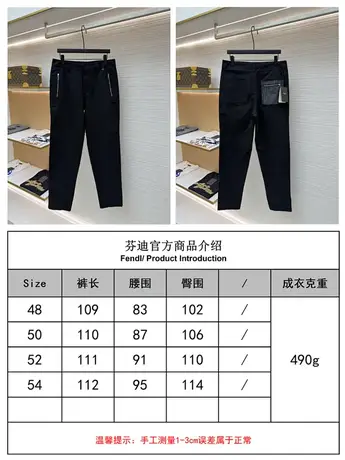 芬迪官方商品介绍
Fendi/ Product Introduction
Size 裤长 腰围 臀围 / 成衣克重
48 109 83 102 /
50 110 87 106 /
52 111 91 110 / 490g
54 112 95 114 /
/
温馨提示：手工测量1-3cm误差属于正常